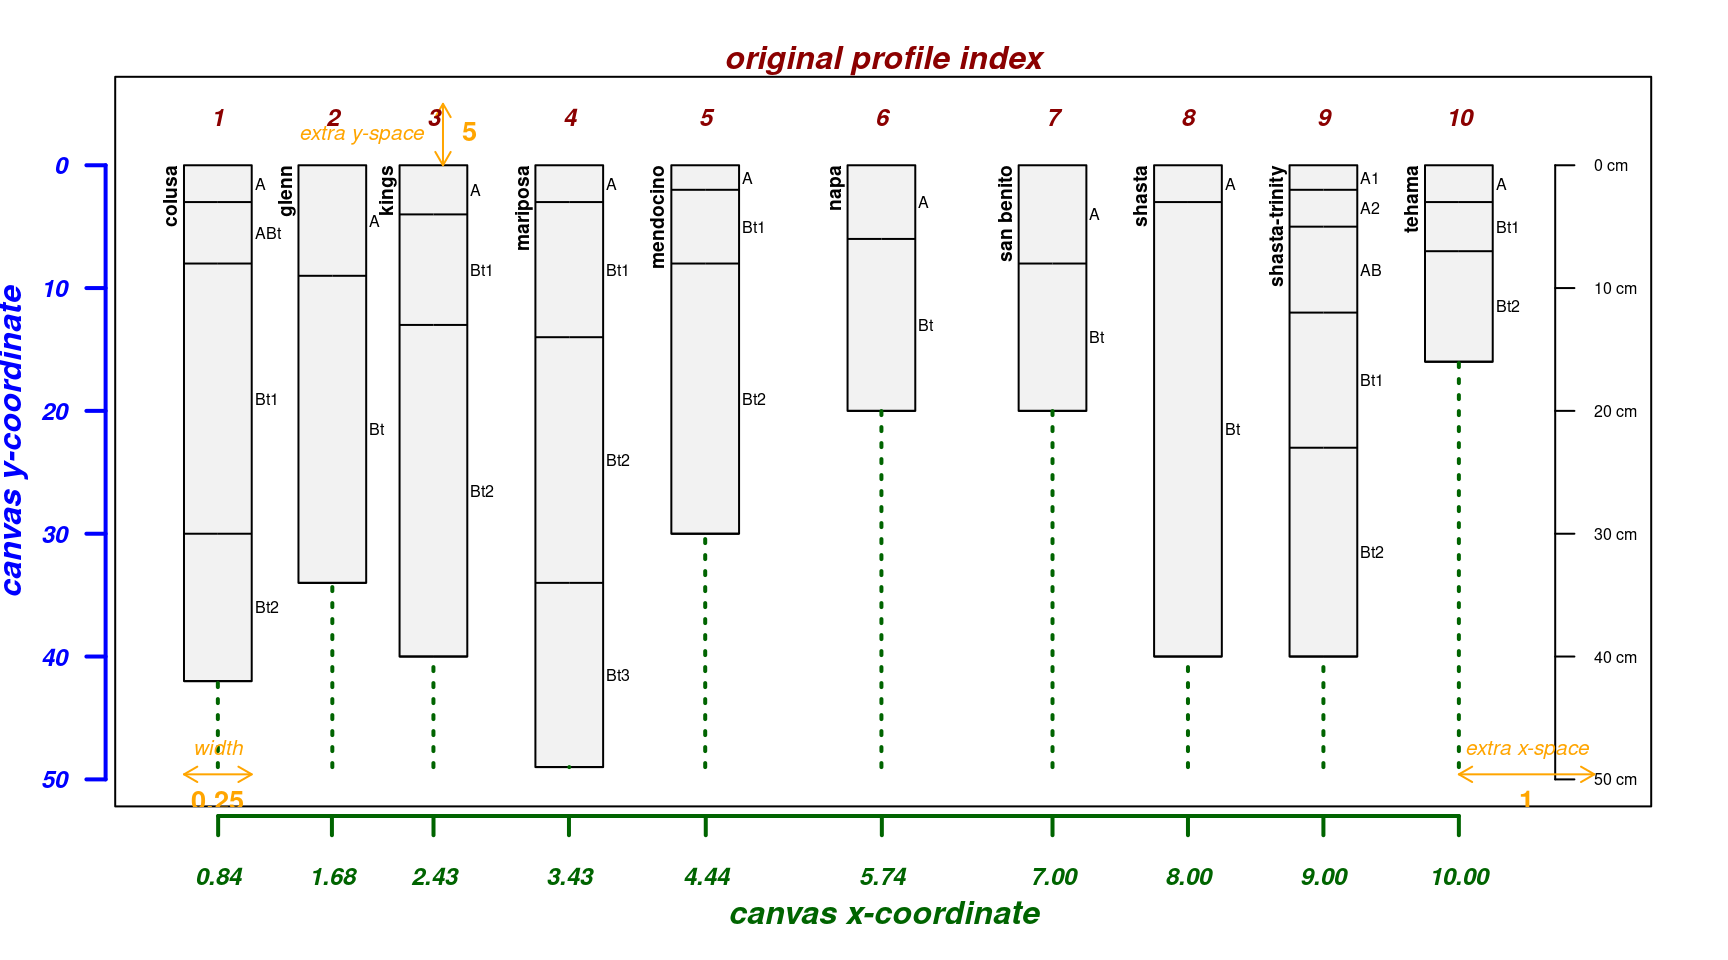 original profile index
1 2 3 4 5 6 7 8 9 10
extra y-space 5
canvas y-coordinate
0
10
20
30
40
50
colusa
A
ABt
Bt1
Bt2
glenn
A
Bt
kings
A
Bt1
Bt2
mariposa
A
Bt1
Bt2
Bt3
mendocino
A
Bt1
Bt2
napa
A
Bt
san benito
A
Bt
shasta
A
Bt
shasta-trinity
A1
A2
AB
Bt1
Bt2
tehama
A
Bt1
Bt2
0 cm
10 cm
20 cm
30 cm
40 cm
50 cm
width
0.25
extra x-space
1
0.84 1.68 2.43 3.43 4.44 5.74 7.00 8.00 9.00 10.00
canvas x-coordinate